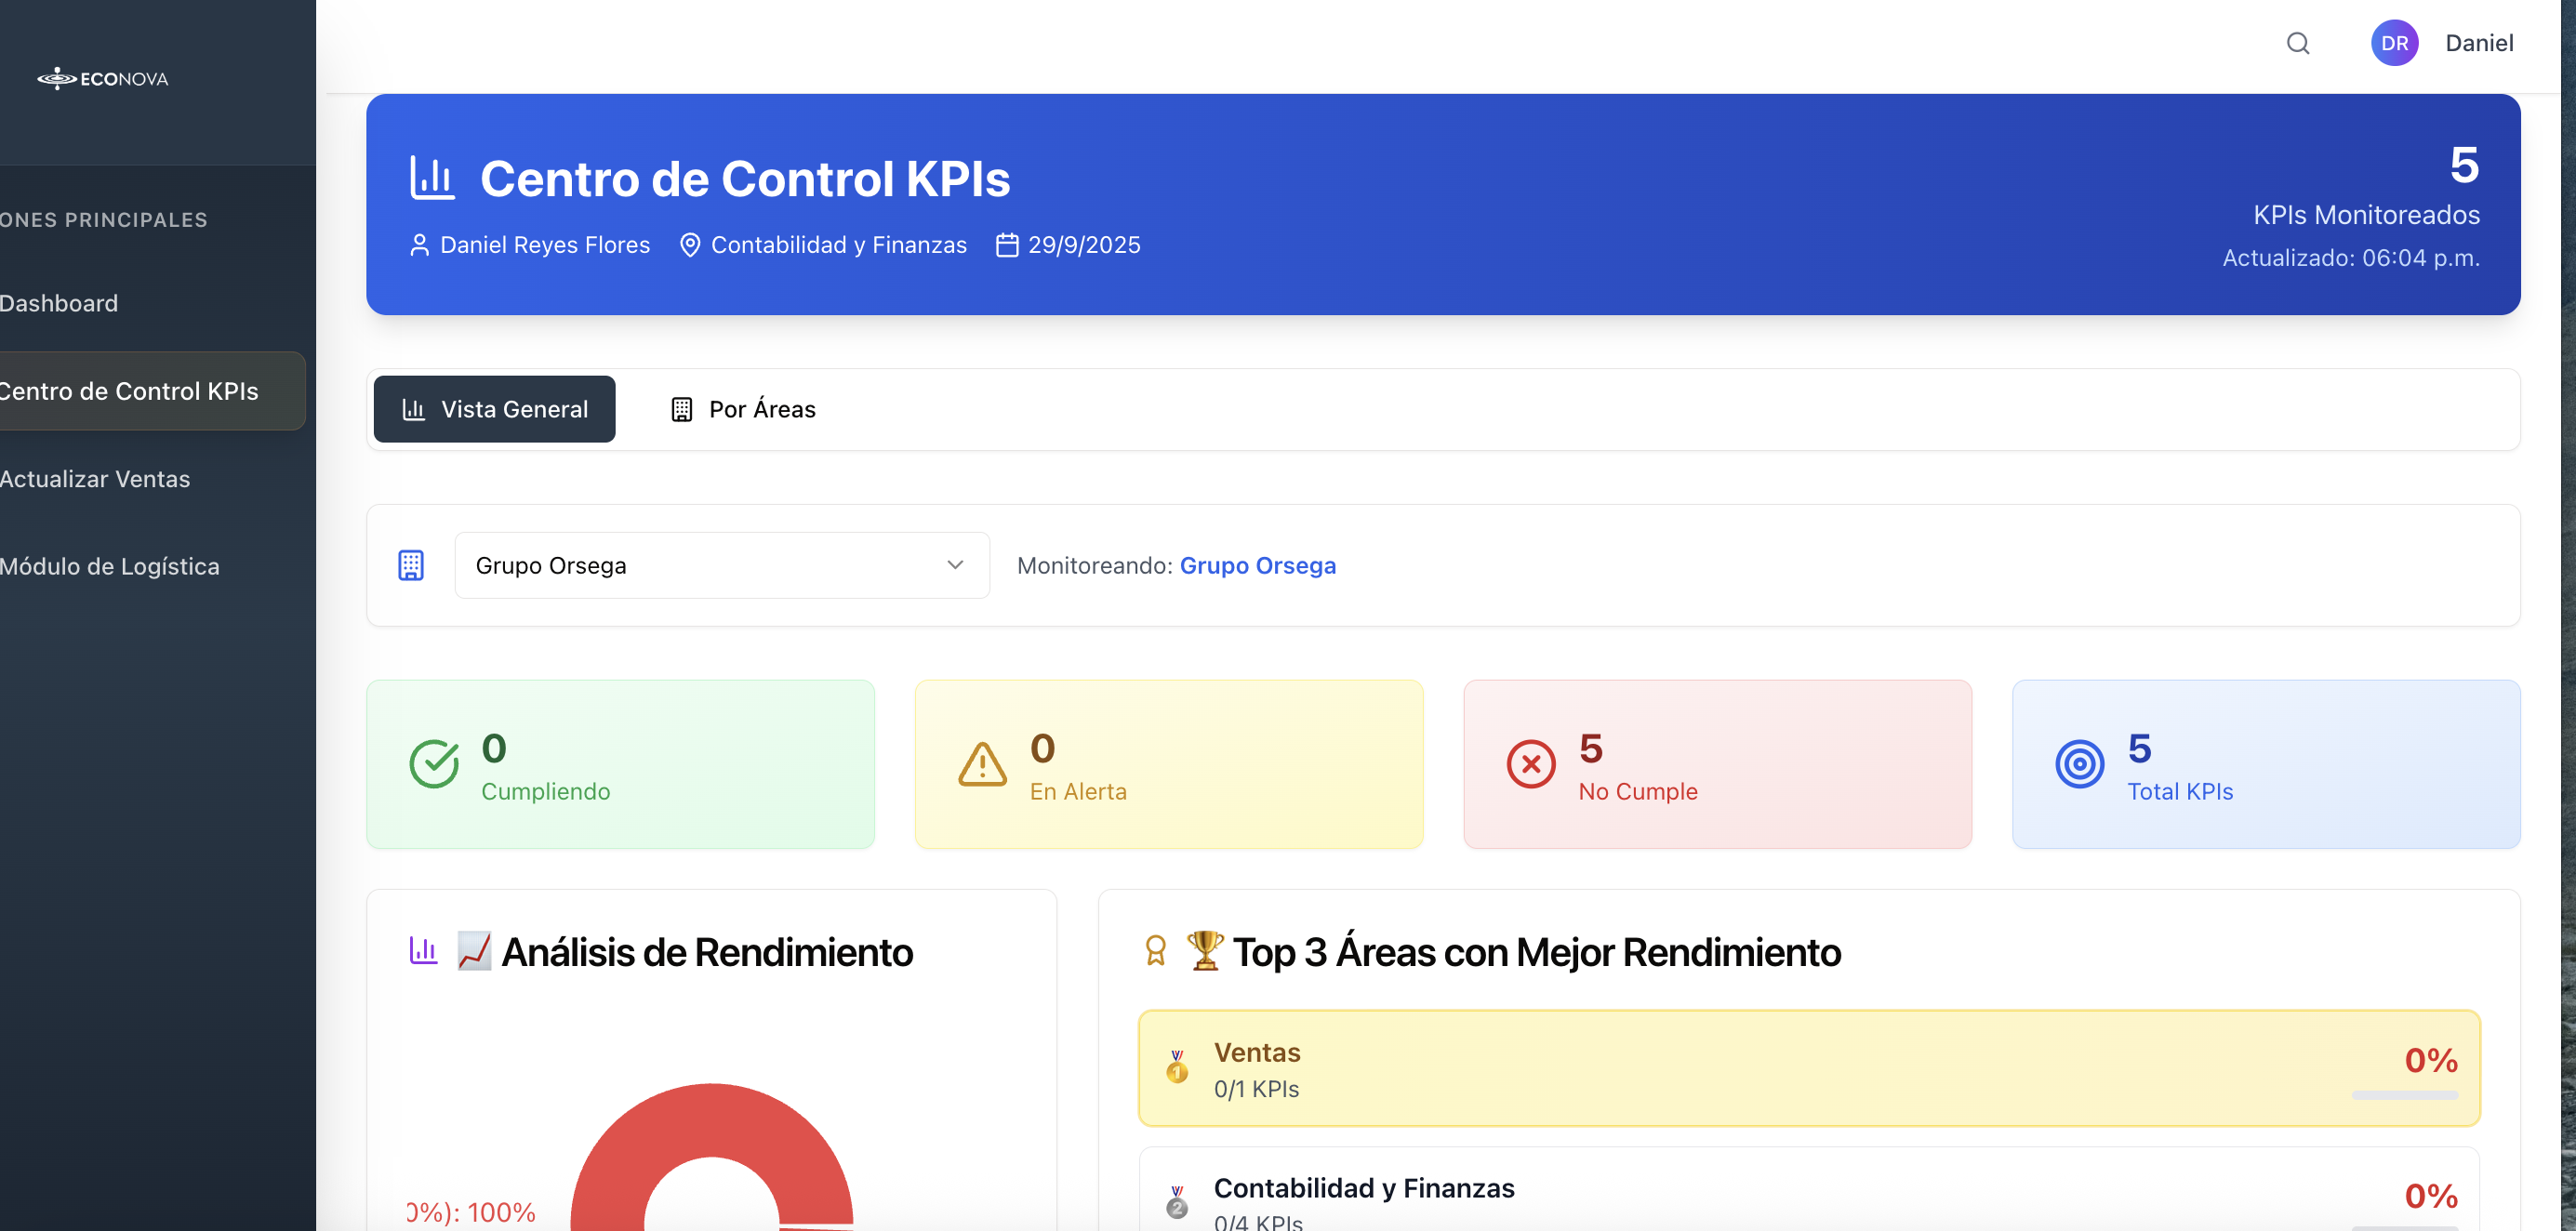 ECONOVA
ONES PRINCIPALES
Dashboard
Centro de Control KPIs
Actualizar Ventas
Módulo de Logística
DR
Daniel
Centro de Control KPIs
Daniel Reyes Flores
Contabilidad y Finanzas
29/9/2025
5
KPIs Monitoreados
Actualizado: 06:04 p.m.
Vista General
Por Áreas
Grupo Orsega
Monitoreando: Grupo Orsega
0
Cumpliendo
0
En Alerta
5
No Cumple
5
Total KPIs
Análisis de Rendimiento
0%): 100%
Top 3 Áreas con Mejor Rendimiento
1
Ventas
0/1 KPIs
0%
2
Contabilidad y Finanzas
0/4 KPIs
0%